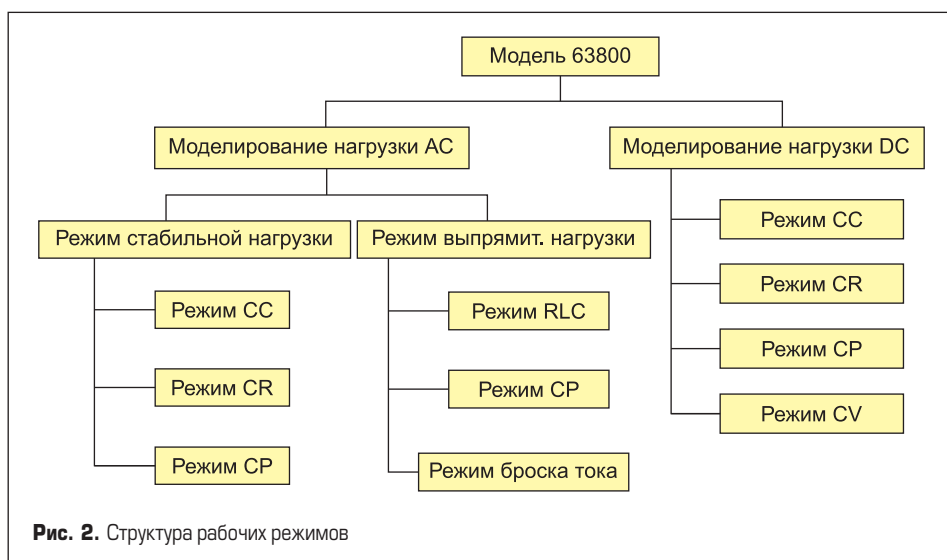 Модель 63800
Моделирование нагрузки AC
Моделирование нагрузки DC
Режим стабильной нагрузки
Режим выпрямит. нагрузки
Режим CC
Режим CR
Режим CP
Режим RLC
Режим CP
Режим броска тока
Режим CC
Режим CR
Режим CP
Режим CV
Рис. 2. Структура рабочих режимов